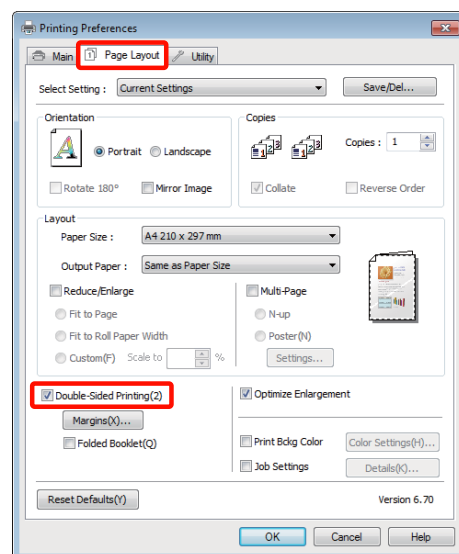 Printing Preferences
Main Page Layout Utility
Select Setting : Current Settings Save/Del...
Orientation
Portrait Landscape
Rotate 180° Mirror Image
Copies
Copies : 1
Collate Reverse Order
Layout
Paper Size : A4 210 x 297 mm
Output Paper : Same as Paper Size
Reduce/Enlarge
Fit to Page
Fit to Roll Paper Width
Custom(F) Scale to %
Multi-Page
N-up
Poster(N)
Settings...
Double-Sided Printing(2)
Margins(X)...
Folded Booklet(Q)
Optimize Enlargement
Print Bckg Color Color Settings(H)...
Job Settings Details(K)...
Reset Defaults(Y) Version 6.70
OK Cancel Help